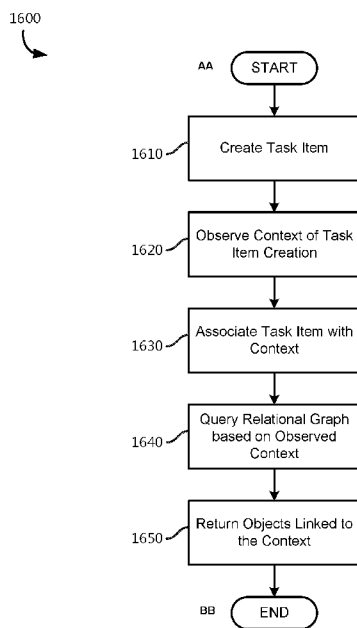 1600
AA START
1610 Create Task Item
1620 Observe Context of Task
Item Creation
1630 Associate Task Item with
Context
1640 Query Relational Graph
based on Observed
Context
1650 Return Objects Linked to
the Context
BB END